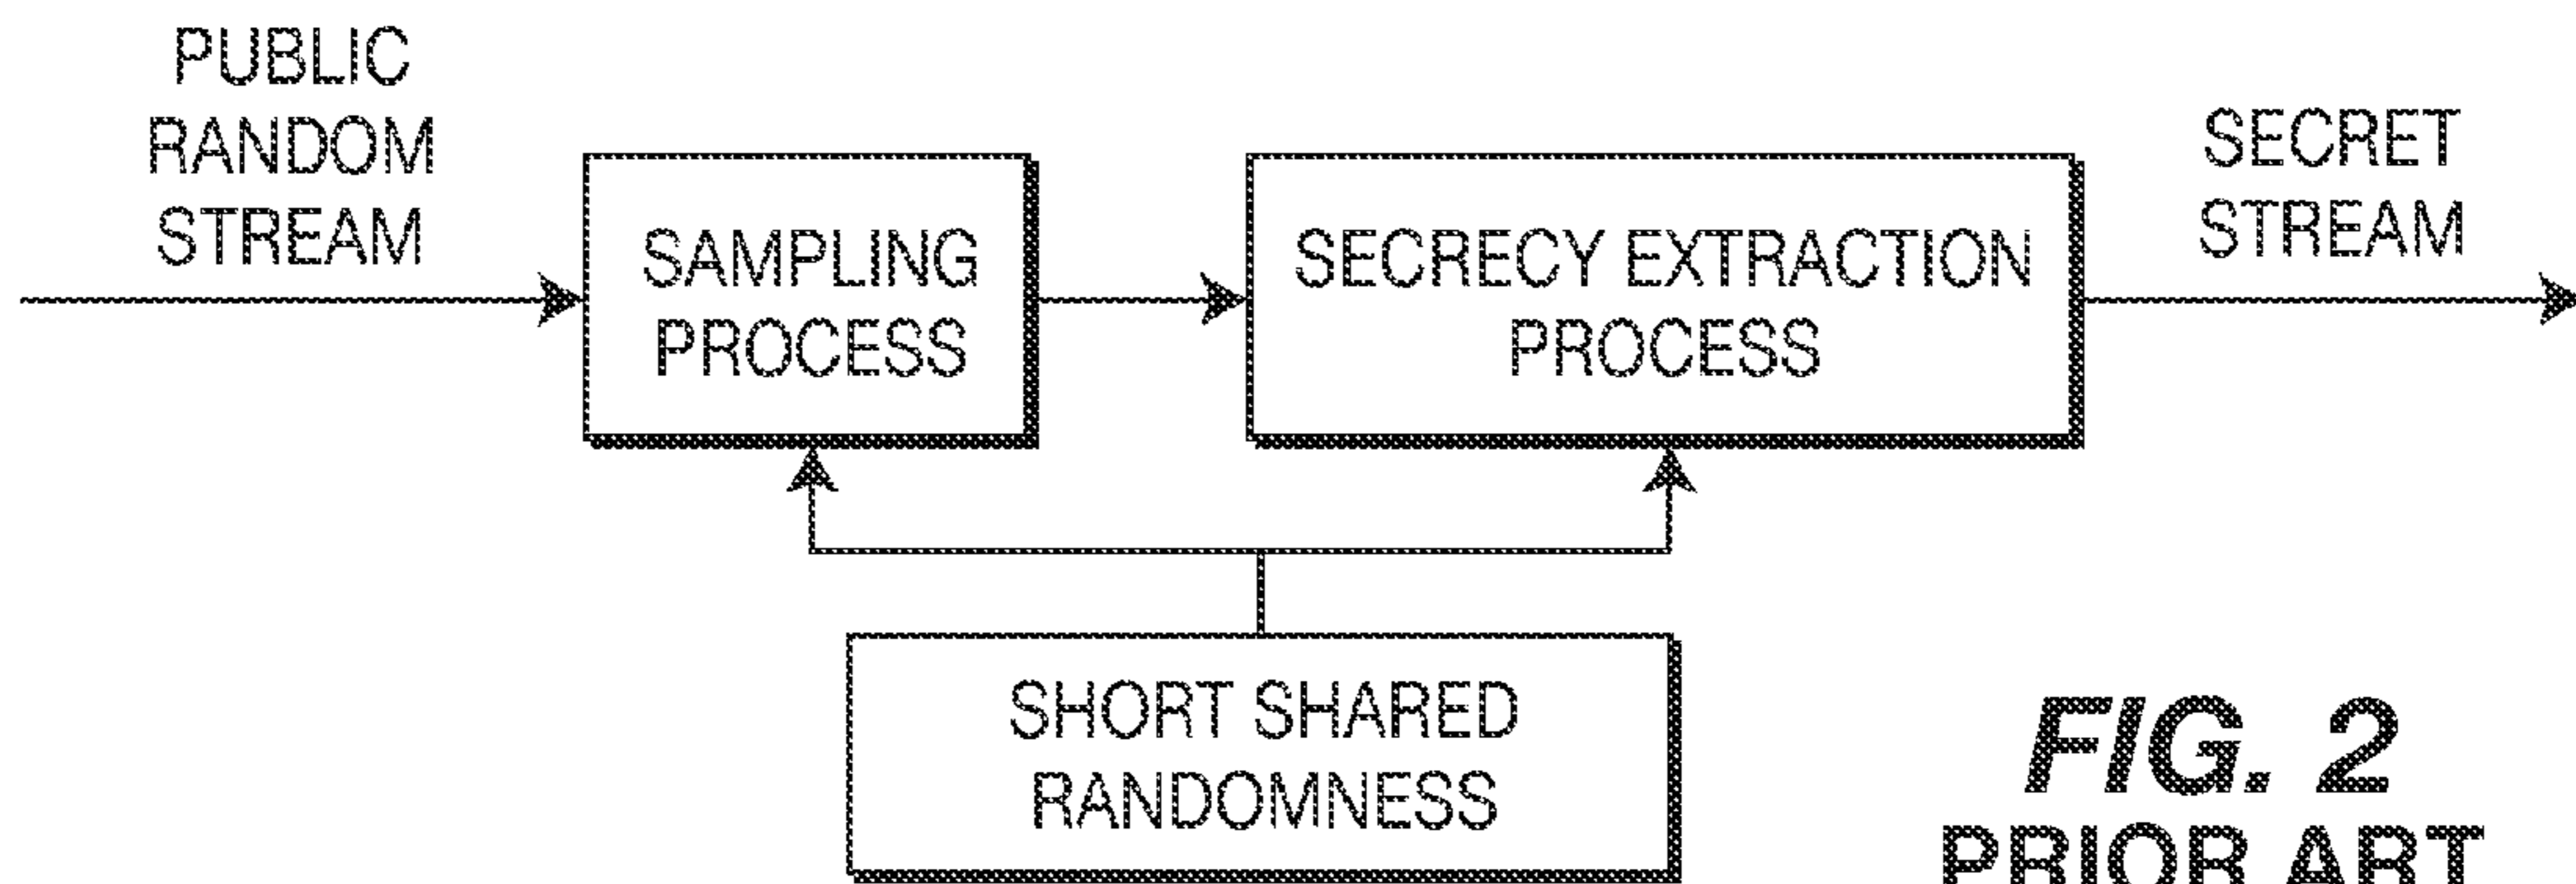 PUBLIC
RANDOM
STREAM
SAMPLING
PROCESS
SECRECY EXTRACTION
PROCESS
SECRET
STREAM
SHORT SHARED
RANDOMNESS
FIG. 2
PRIOR ART